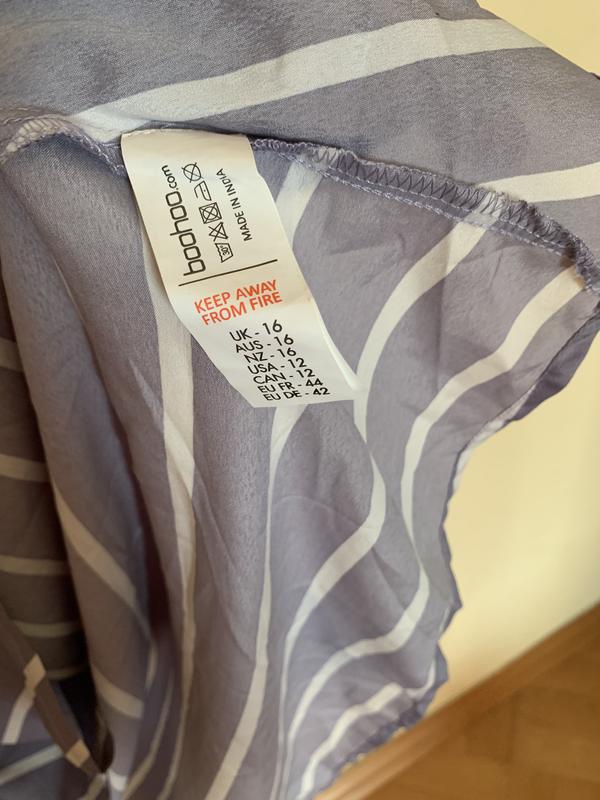 boohoo.com
30°
MADE IN INDIA
KEEP AWAY
FROM FIRE
UK - 16
AUS - 16
NZ - 16
USA - 12
CAN - 12
EU FR - 44
EU DE - 42